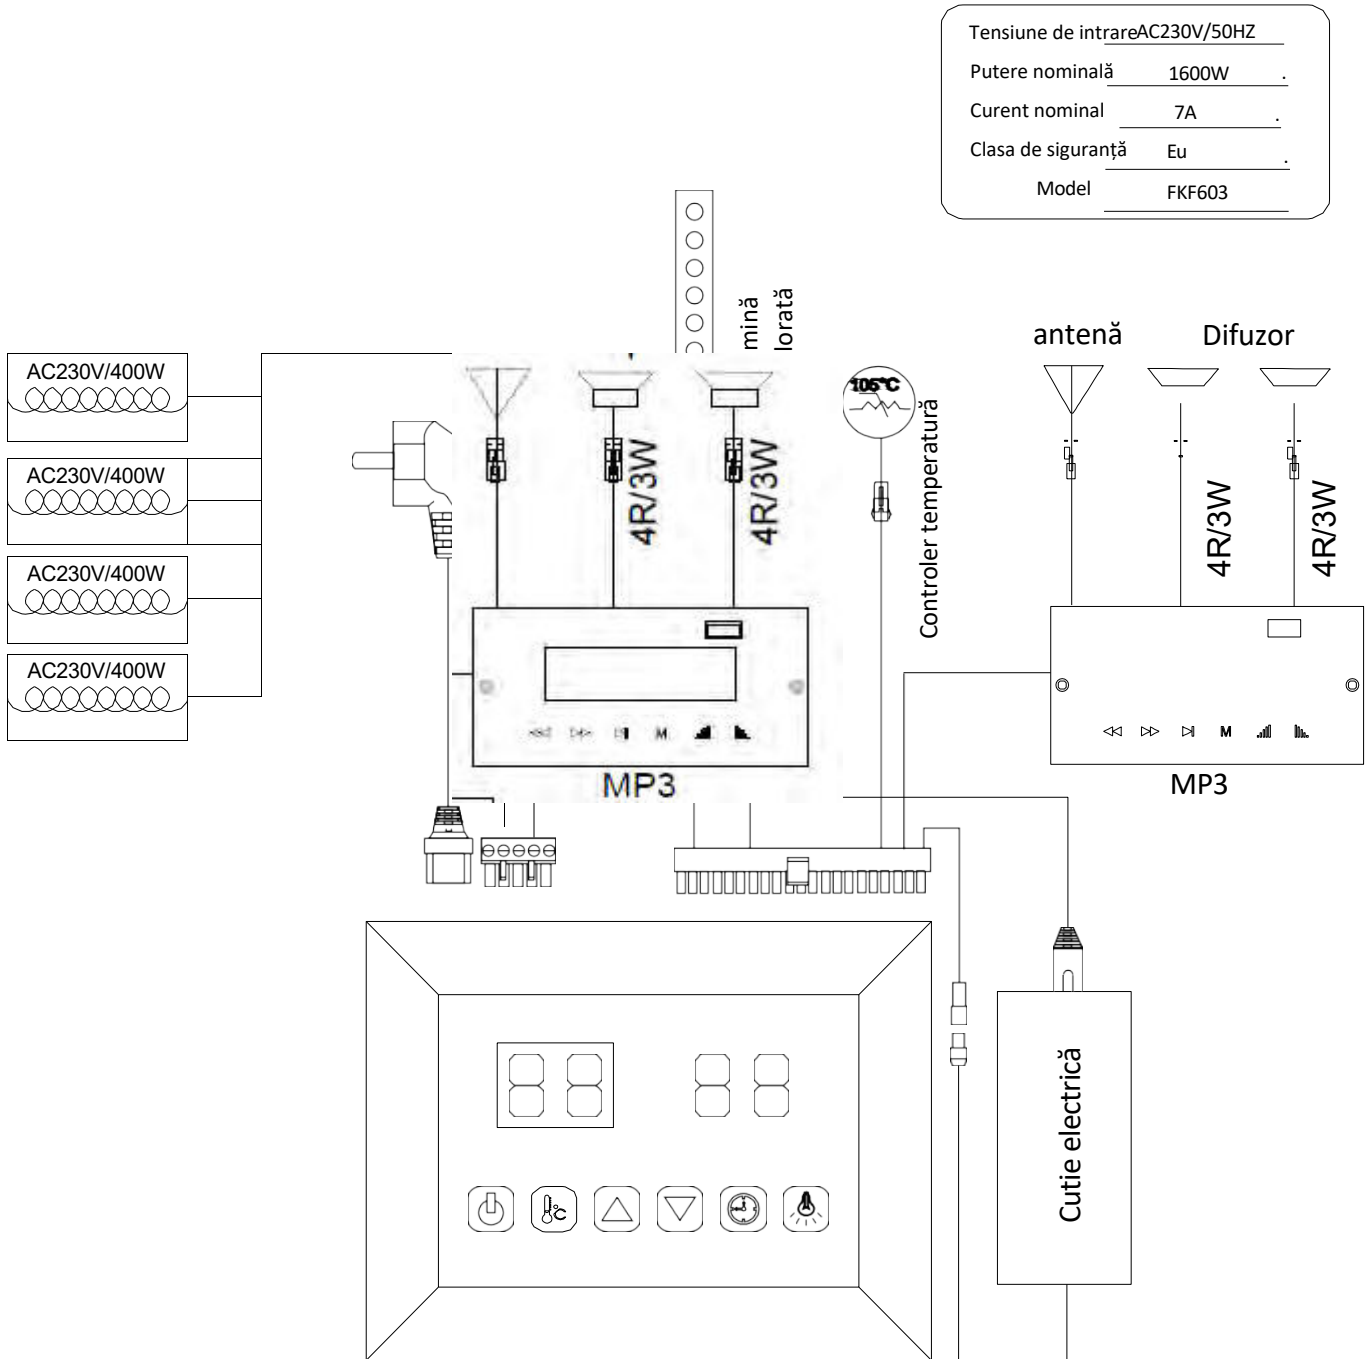 Tensiune de intrare AC230V/50HZ
Putere nominală 1600W .
Curent nominal 7A .
Clasa de siguranță Eu .
Model FKF603
mină
lorată
antenă Difuzor
AC230V/400W
AC230V/400W
AC230V/400W
AC230V/400W
105°C
Controler temperatură
4R/3W
4R/3W
4R/3W
4R/3W
M
MP3
M
MP3
°C
Cutie electrică